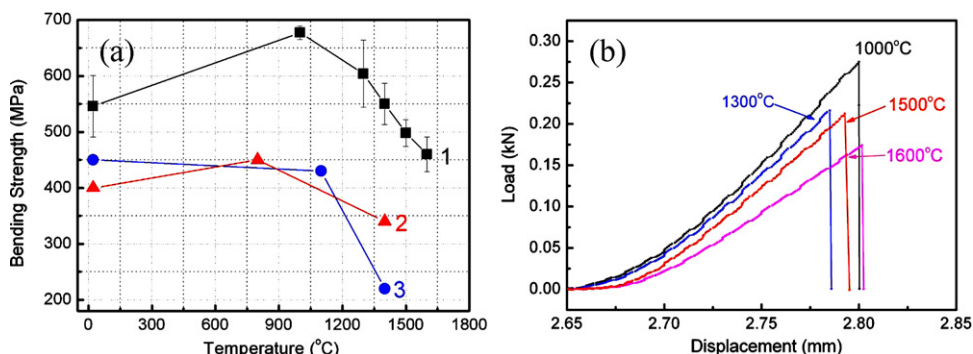 (a)
Bending Strength (MPa)
700
600
500
400
300
200
1
2
3
0 300 600 900 1200 1500 1800
Temperature (°C)
(b)
Load (kN)
0.30
0.25
0.20
0.15
0.10
0.05
0.00
1000°C
1300°C
1500°C
1600°C
2.65 2.70 2.75 2.80 2.85
Displacement (mm)